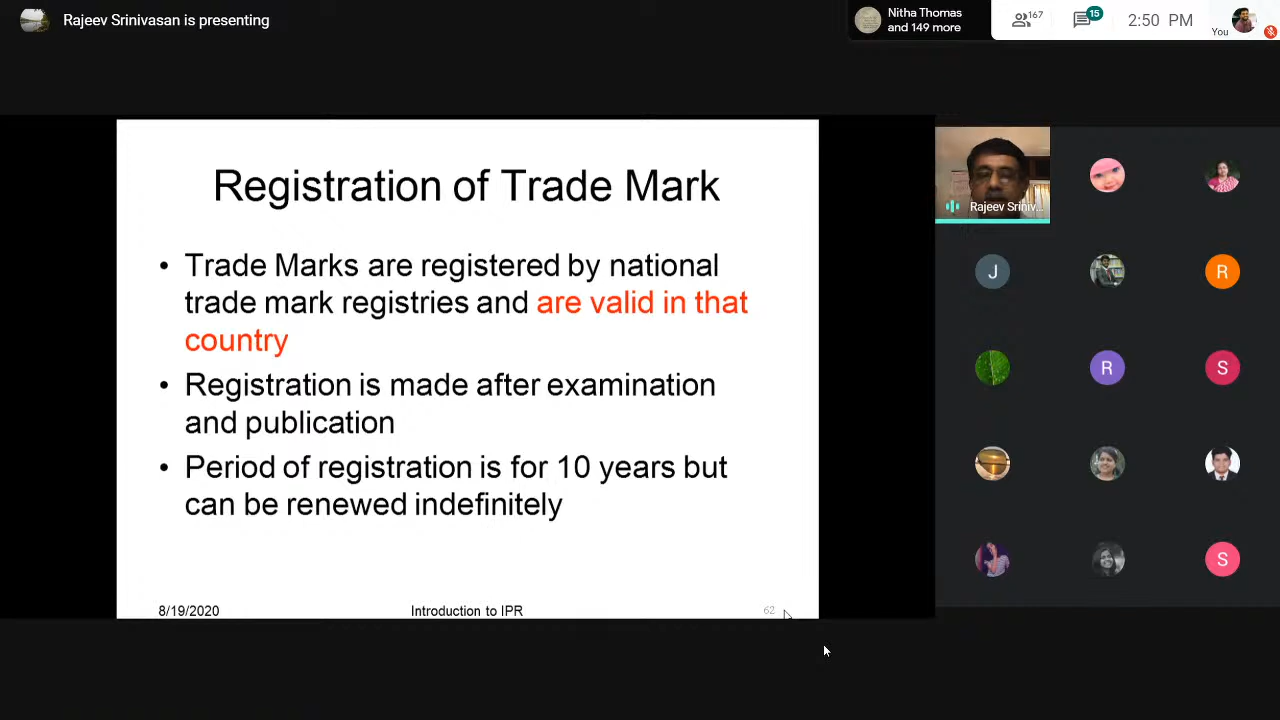 Rajeev Srinivasan is presenting
Nitha Thomas
and 149 more
167
15
2:50 PM
You
Registration of Trade Mark
• Trade Marks are registered by national
trade mark registries and are valid in that
country
• Registration is made after examination
and publication
• Period of registration is for 10 years but
can be renewed indefinitely
8/19/2020
Introduction to IPR
62
Rajeev Sriniv...
J
R
R
S
S